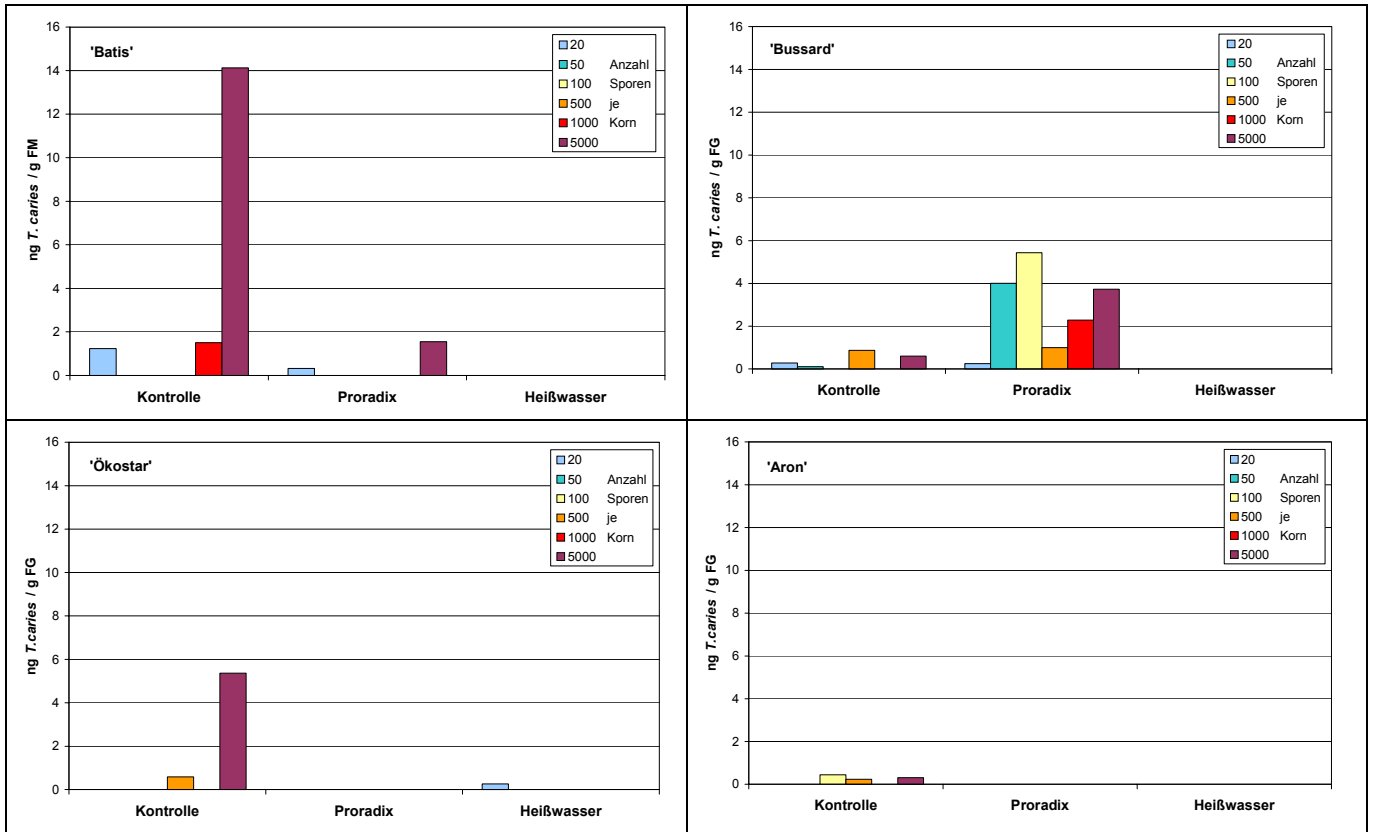 'Batis'
ng T. caries / g FM
16
14
12
10
8
6
4
2
0
20
50 Anzahl
100 Sporen
500 je
1000 Korn
5000
Kontrolle Proradix Heißwasser
'Bussard'
ng T. caries / g FG
16
14
12
10
8
6
4
2
0
20
50 Anzahl
100 Sporen
500 je
1000 Korn
5000
Kontrolle Proradix Heißwasser
'Ökostar'
ng T.caries / g FG
16
14
12
10
8
6
4
2
0
20
50 Anzahl
100 Sporen
500 je
1000 Korn
5000
Kontrolle Proradix Heißwasser
'Aron'
ng T.caries / g FG
16
14
12
10
8
6
4
2
0
20
50 Anzahl
100 Sporen
500 je
1000 Korn
5000
Kontrolle Proradix Heißwasser